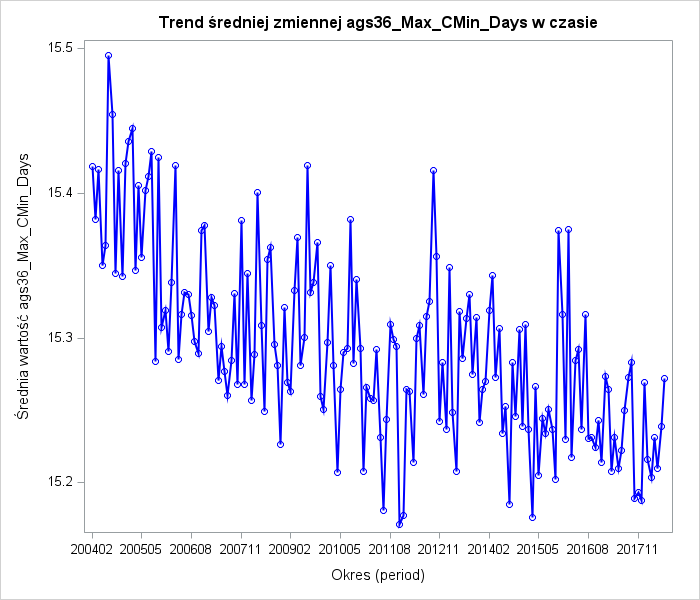 Trend średniej zmiennej ags36_Max_CMin_Days w czasie
Średnia wartość ags36_Max_CMin_Days
15.5
15.4
15.3
15.2
200402 200505 200608 200711 200902 201005 201108 201211 201402 201505 201608 201711
Okres (period)